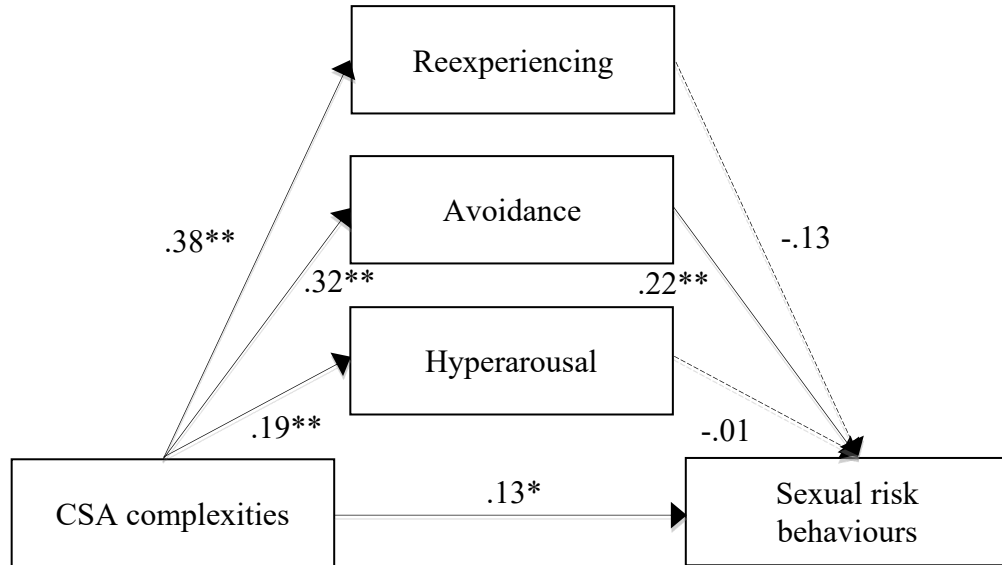 Reexperiencing
Avoidance
.38**
-.13
.32**
.22**
Hyperarousal
.19**
-.01
CSA complexities
.13*
Sexual risk
behaviours